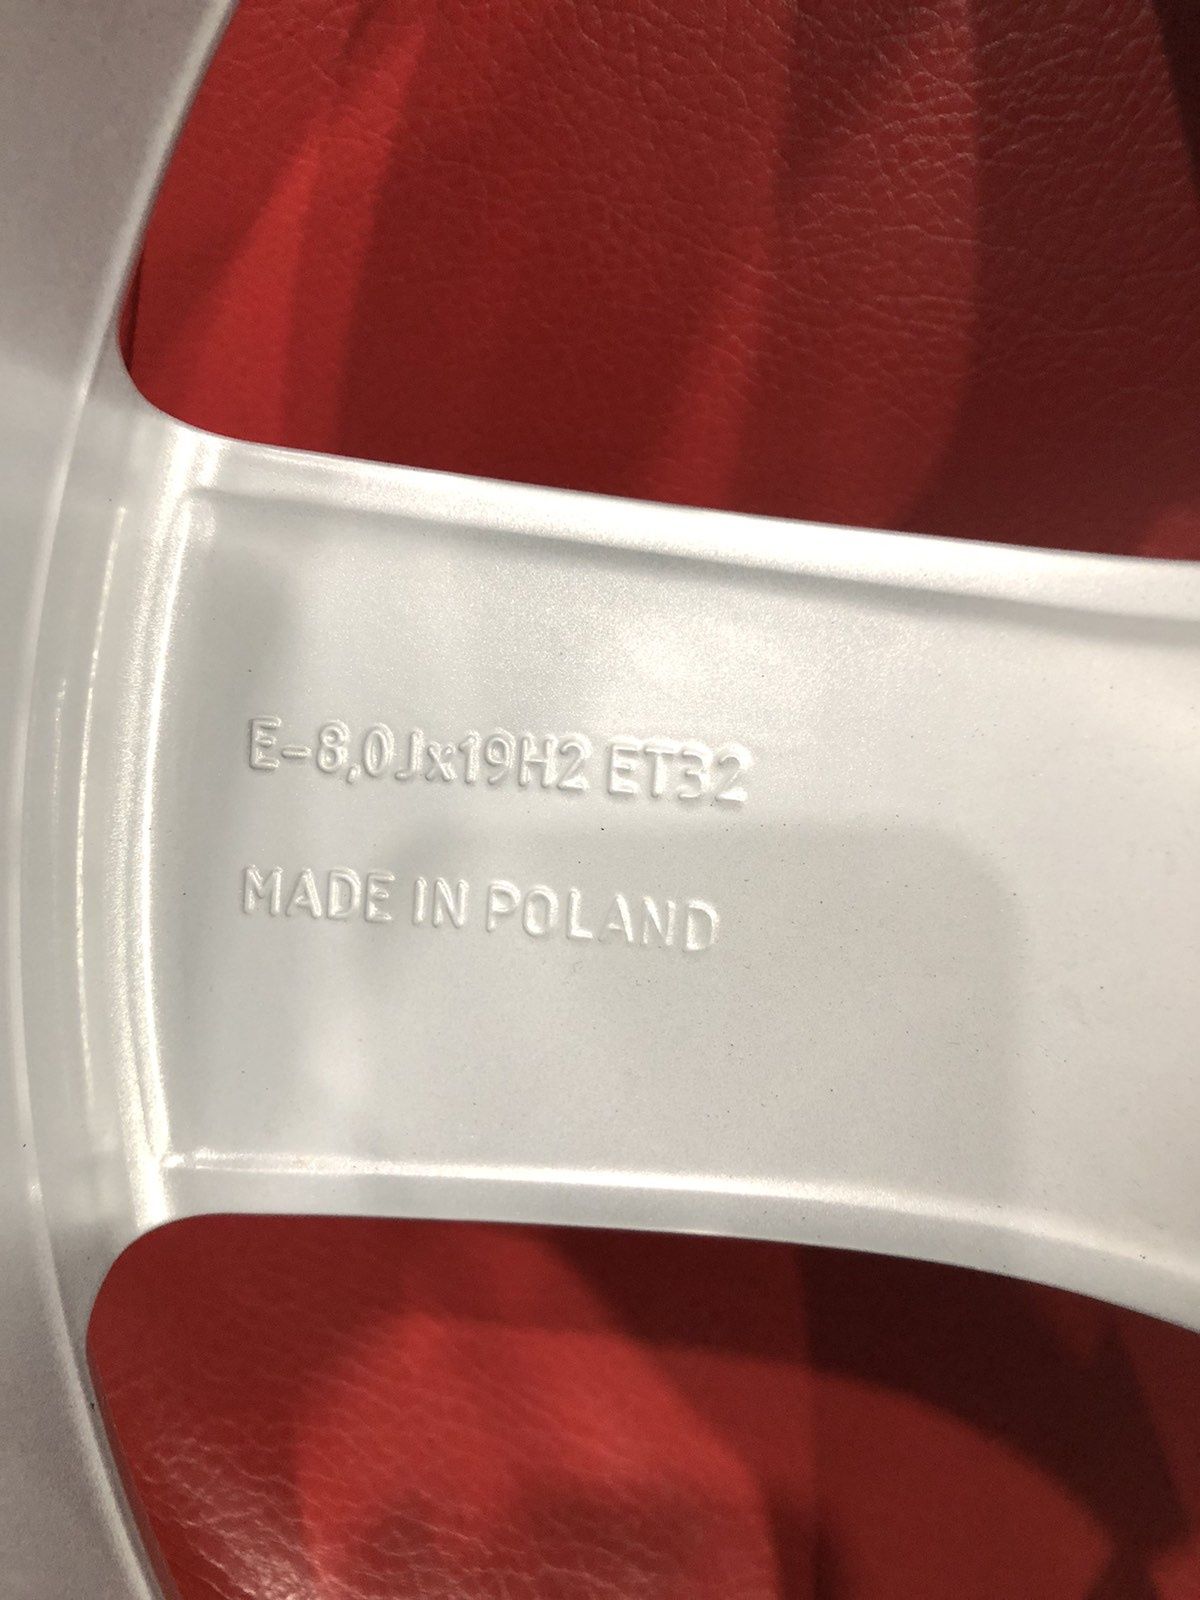 E-8,0Jx19H2 ET32
MADE IN POLAND